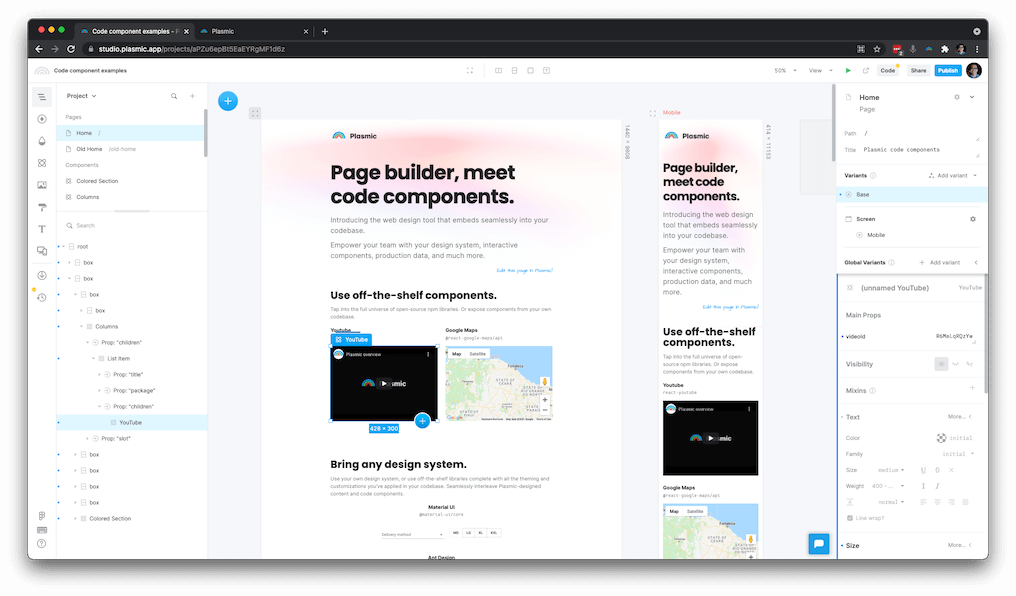 Code component examples - P
Plasmic
studio.plasmic.app/projects/aPZu6epBt5EaEYRgMF1d6z
Code component examples
50%
View
Code
Share
Publish
Project
Pages
Home /
Old Home /old-home
Components
Colored Section
Columns
Search
root
box
box
box
box
Columns
Prop: "children"
List Item
Prop: "title"
Prop: "package"
Prop: "children"
YouTube
Prop: "slot"
box
box
box
box
Colored Section
1440 × 8808
Plasmic
Page builder, meet
code components.
Introducing the web design tool that embeds seamlessly into your
codebase.
Empower your team with your design system, interactive
components, production data, and much more.
Edit this page in Plasmic!
Use off-the-shelf components.
Tap into the full universe of open-source npm libraries. Or expose components from your own
codebase.
Youtube
YouTube
Plasmic overview
428 × 300
Google Maps
@react-google-maps/api
Map
Satellite
Bring any design system.
Use your own design system, or use off-the-shelf libraries complete with all the theming and
customizations you've applied in your codebase. Seamlessly interleave Plasmic-designed
content and code components.
Material UI
@material-ui/core
Delivery method
MD
LG
XL
XXL
Ant Design
Mobile
414 × 11132
Plasmic
Page builder,
meet code
components.
Introducing the web design
tool that embeds seamlessly
into your codebase.
Empower your team with
your design system,
interactive components,
production data, and much
more.
Edit this page in Plasmic!
Use off-the-shelf
components.
Tap into the full universe of open-
source npm libraries. Or expose
components from your own codebase.
Youtube
react-youtube
Plasmic overview
Google Maps
@react-google-maps/api
Map
Satellite
Home
Page
Path /
Title Plasmic code components
Variants
Add variant
Base
Screen
Mobile
Global Variants
Add variant
(unnamed YouTube)
YouTube
Main Props
videoId
R6MoLqRQzYw
Visibility
Mixins
Text
More...
Color
initial
Family
initial
Size
medium
Weight
400 - ...
normal
Line wrap?
Size
More...